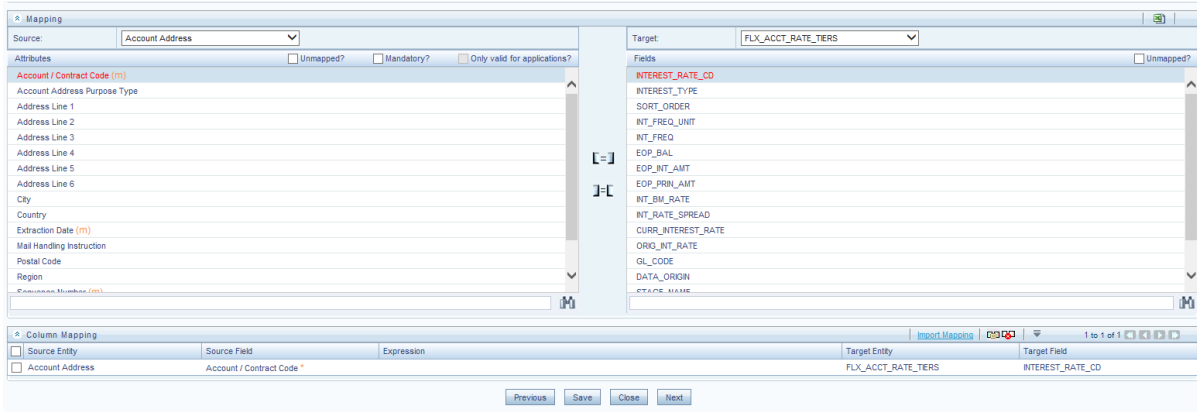 Mapping
Source: Account Address Target: FLX_ACCT_RATE_TIERS
Attributes Unmapped? Mandatory? Only valid for applications? Fields Unmapped?
Account / Contract Code (m) INTEREST_RATE_CD
Account Address Purpose Type INTEREST_TYPE
Address Line 1 SORT_ORDER
Address Line 2 INT_FREQ_UNIT
Address Line 3 INT_FREQ
Address Line 4 EOP_BAL
Address Line 5 EOP_INT_AMT
Address Line 6 EOP_PRIN_AMT
City INT_BM_RATE
Country INT_RATE_SPREAD
Extraction Date (m) CURR_INTEREST_RATE
Mail Handling Instruction ORIG_INT_RATE
Postal Code GL_CODE
Region DATA_ORIGIN
Sequence Number (m) STAGE_NAME
Column Mapping Import Mapping 1 to 1 of 1
Source Entity Source Field Expression Target Entity Target Field
Account Address Account / Contract Code * FLX_ACCT_RATE_TIERS INTEREST_RATE_CD
Previous Save Close Next